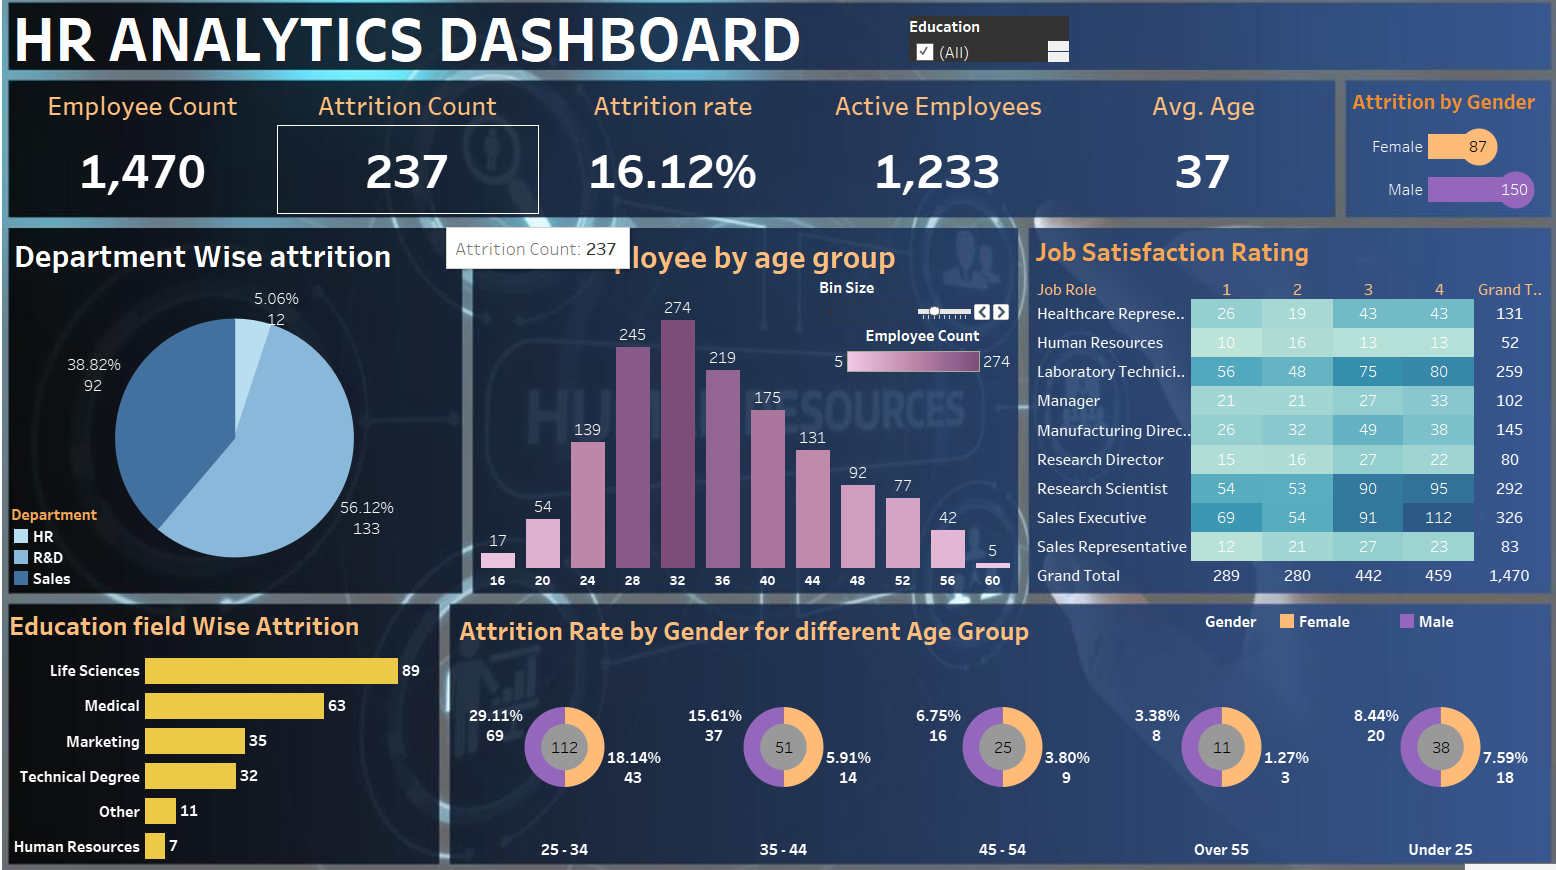 HR ANALYTICS DASHBOARD
Education
(All)
Employee Count
1,470
Attrition Count
237
Attrition rate
16.12%
Active Employees
1,233
Avg. Age
37
Attrition by Gender
Female 87
Male 150
Department Wise attrition
5.06%
12
38.82%
92
56.12%
133
Department
HR
R&D
Sales
Attrition Count: 237
ployee by age group
Bin Size
Employee Count
5 274
17 54 139 245 274 219 175 131 92 77 42 5
16 20 24 28 32 36 40 44 48 52 56 60
HUMAN RESOURCES
Job Satisfaction Rating
Job Role 1 2 3 4 Grand T..
Healthcare Represe.. 26 19 43 43 131
Human Resources 10 16 13 13 52
Laboratory Technici.. 56 48 75 80 259
Manager 21 21 27 33 102
Manufacturing Direc.. 26 32 49 38 145
Research Director 15 16 27 22 80
Research Scientist 54 53 90 95 292
Sales Executive 69 54 91 112 326
Sales Representative 12 21 27 23 83
Grand Total 289 280 442 459 1,470
Education field Wise Attrition
Life Sciences 89
Medical 63
Marketing 35
Technical Degree 32
Other 11
Human Resources 7
Attrition Rate by Gender for different Age Group
Gender Female Male
29.11%
69
112
18.14%
43
25 - 34
15.61%
37
51
5.91%
14
35 - 44
6.75%
16
25
3.80%
9
45 - 54
3.38%
8
11
1.27%
3
Over 55
8.44%
20
38
7.59%
18
Under 25